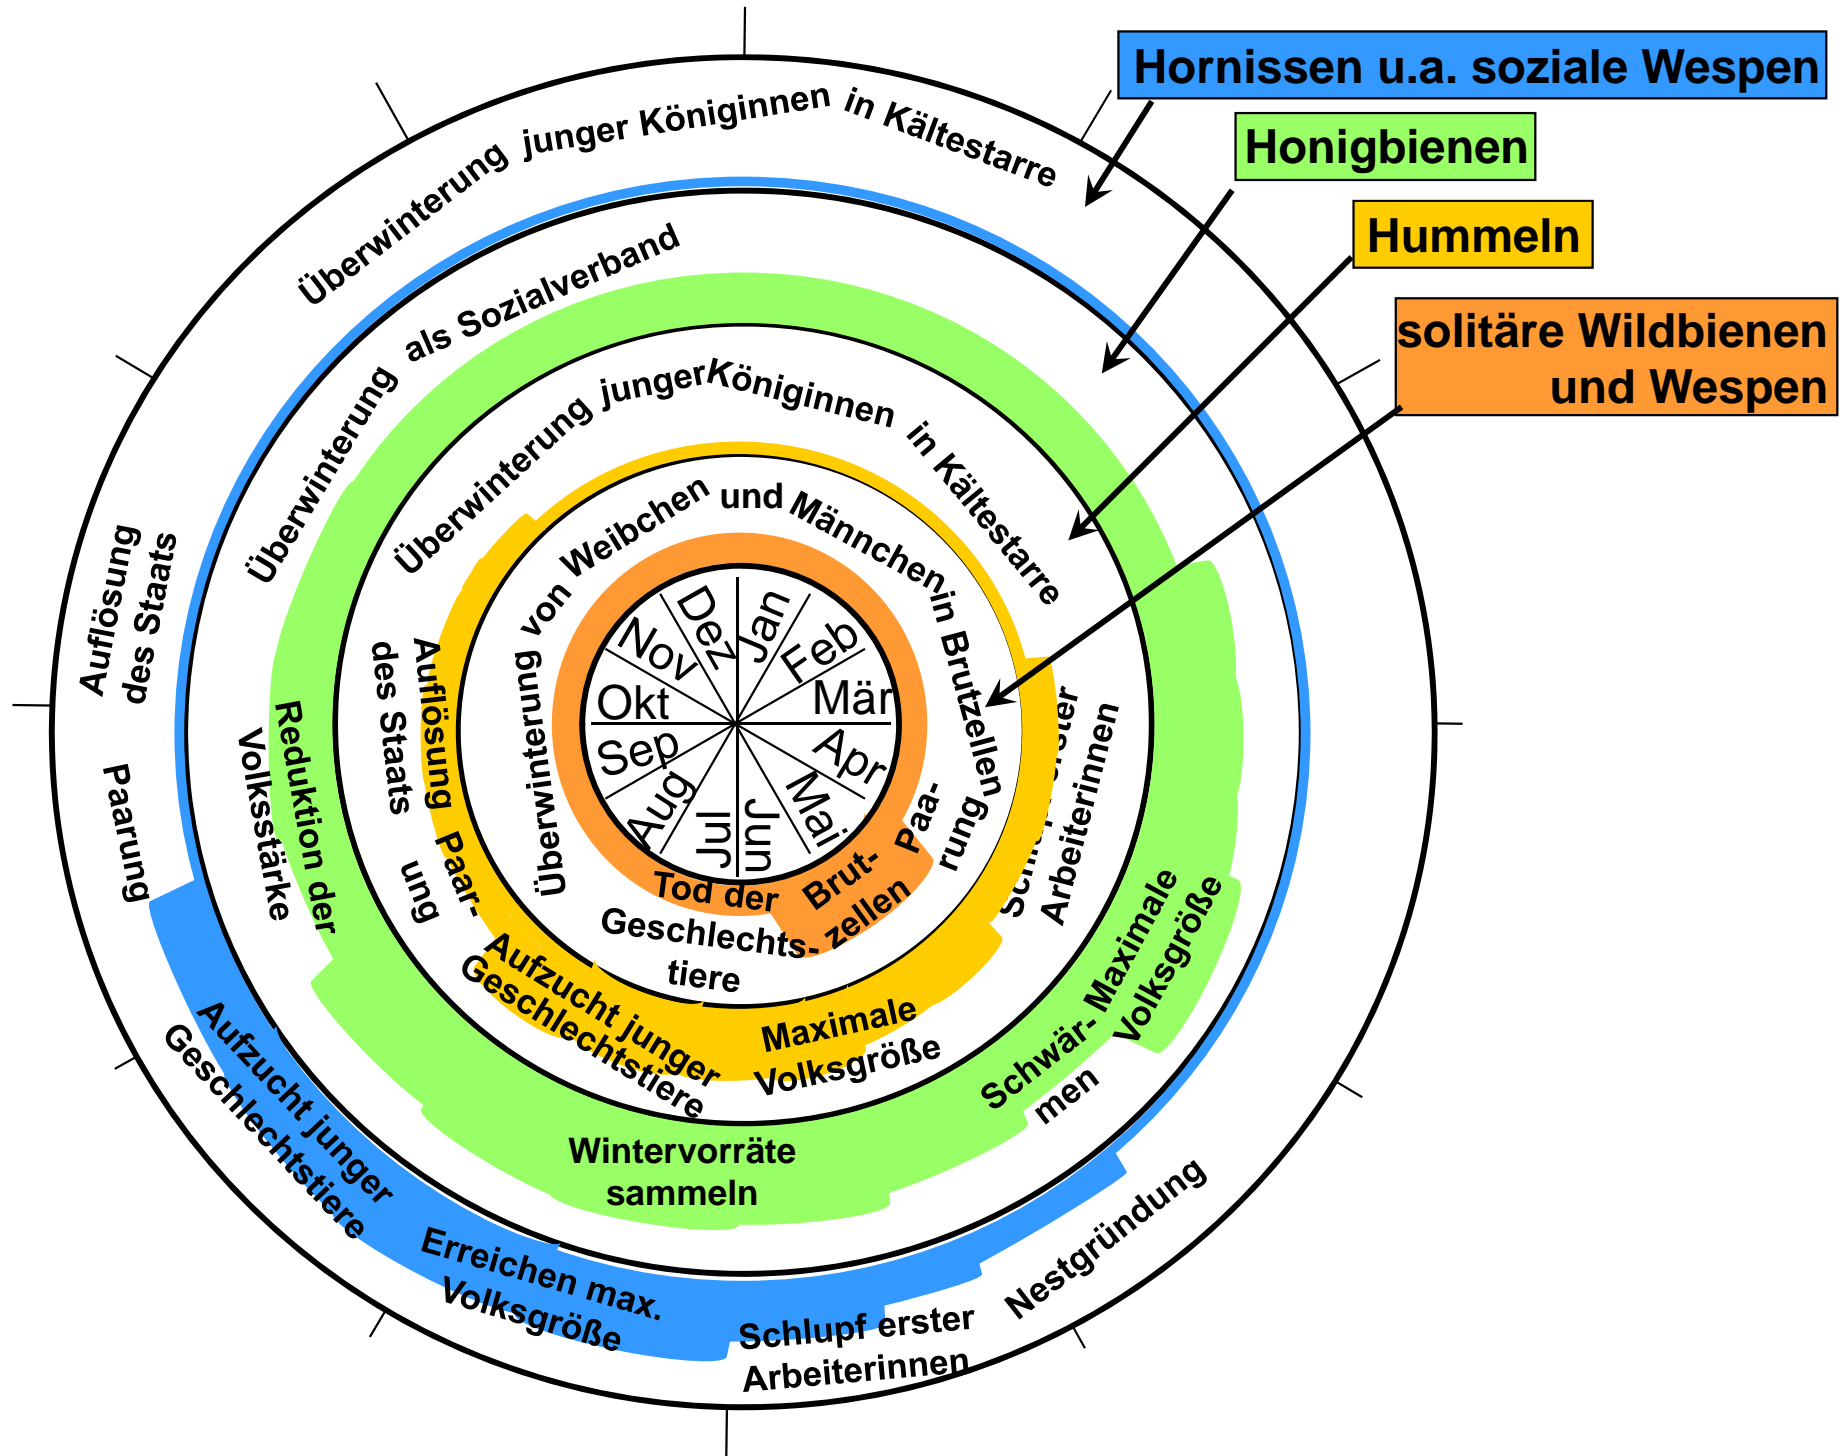 Hornissen u.a. soziale Wespen
Honigbienen
Hummeln
solitäre Wildbienen
und Wespen
Überwinterung junger Königinnen in Kältestarre
Nestgründung
Schlupf erster
Arbeiterinnen
Erreichen max.
Volksgröße
Aufzucht junger
Geschlechtstiere
Paarung
Auflösung
des Staats
Überwinterung als Sozialverband
Maximale
Volksgröße
Schwär-
men
Wintervorräte
sammeln
Reduktion der
Volksstärke
Überwinterung junger Königinnen in Kältestarre
erster
Arbeiterinnen
Maximale
Volksgröße
Aufzucht junger
Geschlechtstiere
Paar-
ung
Auflösung
des Staats
Überwinterung von Weibchen und Männchen in Brutzellen
Paa-
rung
Brut-
zellen
Tod der
Geschlechts-
tiere
Jan
Feb
Mär
Apr
Mai
Jun
Jul
Aug
Sep
Okt
Nov
Dez